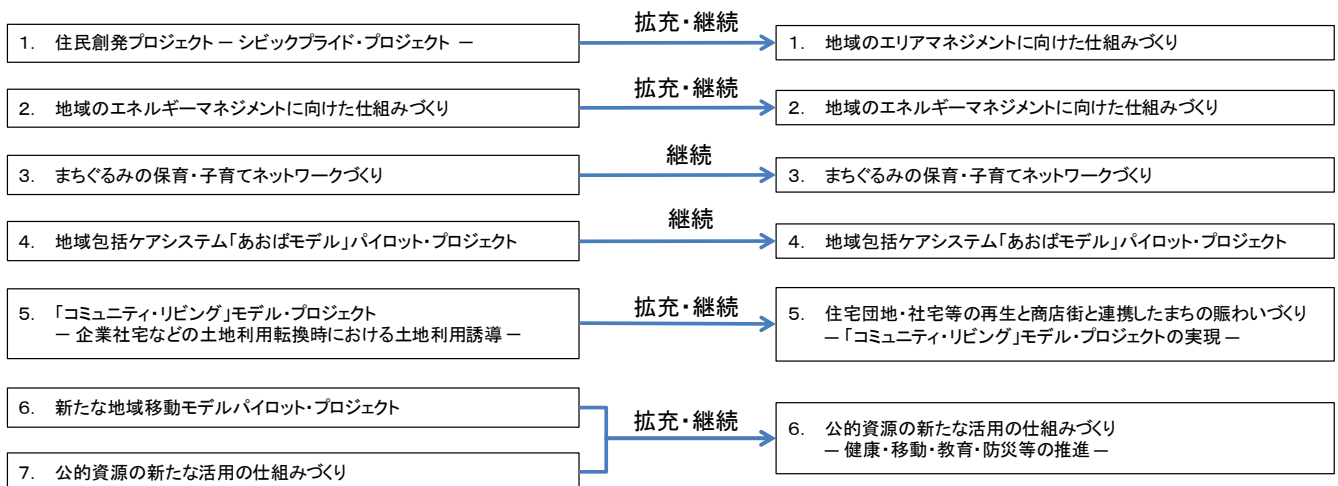 拡充・継続
1. 住民創発プロジェクト － シビックプライド・プロジェクト －
1. 地域のエリアマネジメントに向けた仕組みづくり
拡充・継続
2. 地域のエネルギーマネジメントに向けた仕組みづくり
2. 地域のエネルギーマネジメントに向けた仕組みづくり
継続
3. まちぐるみの保育・子育てネットワークづくり
3. まちぐるみの保育・子育てネットワークづくり
継続
4. 地域包括ケアシステム「あおばモデル」パイロット・プロジェクト
4. 地域包括ケアシステム「あおばモデル」パイロット・プロジェクト
5. 「コミュニティ・リビング」モデル・プロジェクト
－ 企業社宅などの土地利用転換時における土地利用誘導 －
拡充・継続
5. 住宅団地・社宅等の再生と商店街と連携したまちの賑わいづくり
－「コミュニティ・リビング」モデル・プロジェクトの実現 －
6. 新たな地域移動モデルパイロット・プロジェクト
7. 公的資源の新たな活用の仕組みづくり
拡充・継続
6. 公的資源の新たな活用の仕組みづくり
－ 健康・移動・教育・防災等の推進 －